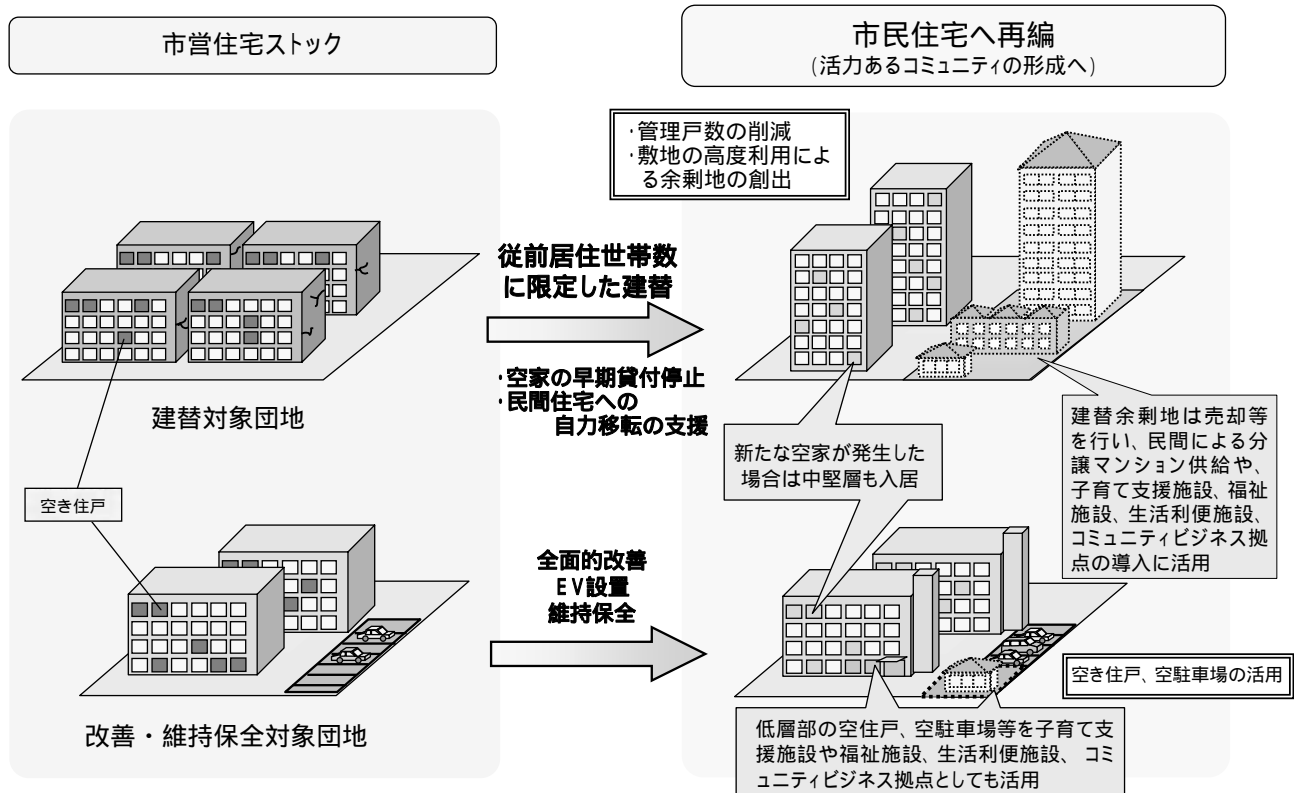 市営住宅ストック
市民住宅へ再編
(活力あるコミュニティの形成へ)
・管理戸数の削減
・敷地の高度利用によ
る余剰地の創出
従前居住世帯数
に限定した建替
・空家の早期貸付停止
・民間住宅への
自力移転の支援
建替対象団地
新たな空家が発生した
場合は中堅層も入居
建替余剰地は売却等
を行い、民間による分
譲マンション供給や、
子育て支援施設、福祉
施設、生活利便施設、
コミュニティビジネス拠
点の導入に活用
空き住戸
全面的改善
EV設置
維持保全
空き住戸、空駐車場の活用
改善・維持保全対象団地
低層部の空住戸、空駐車場等を子育て支
援施設や福祉施設、生活利便施設、コミ
ュニティビジネス拠点としても活用